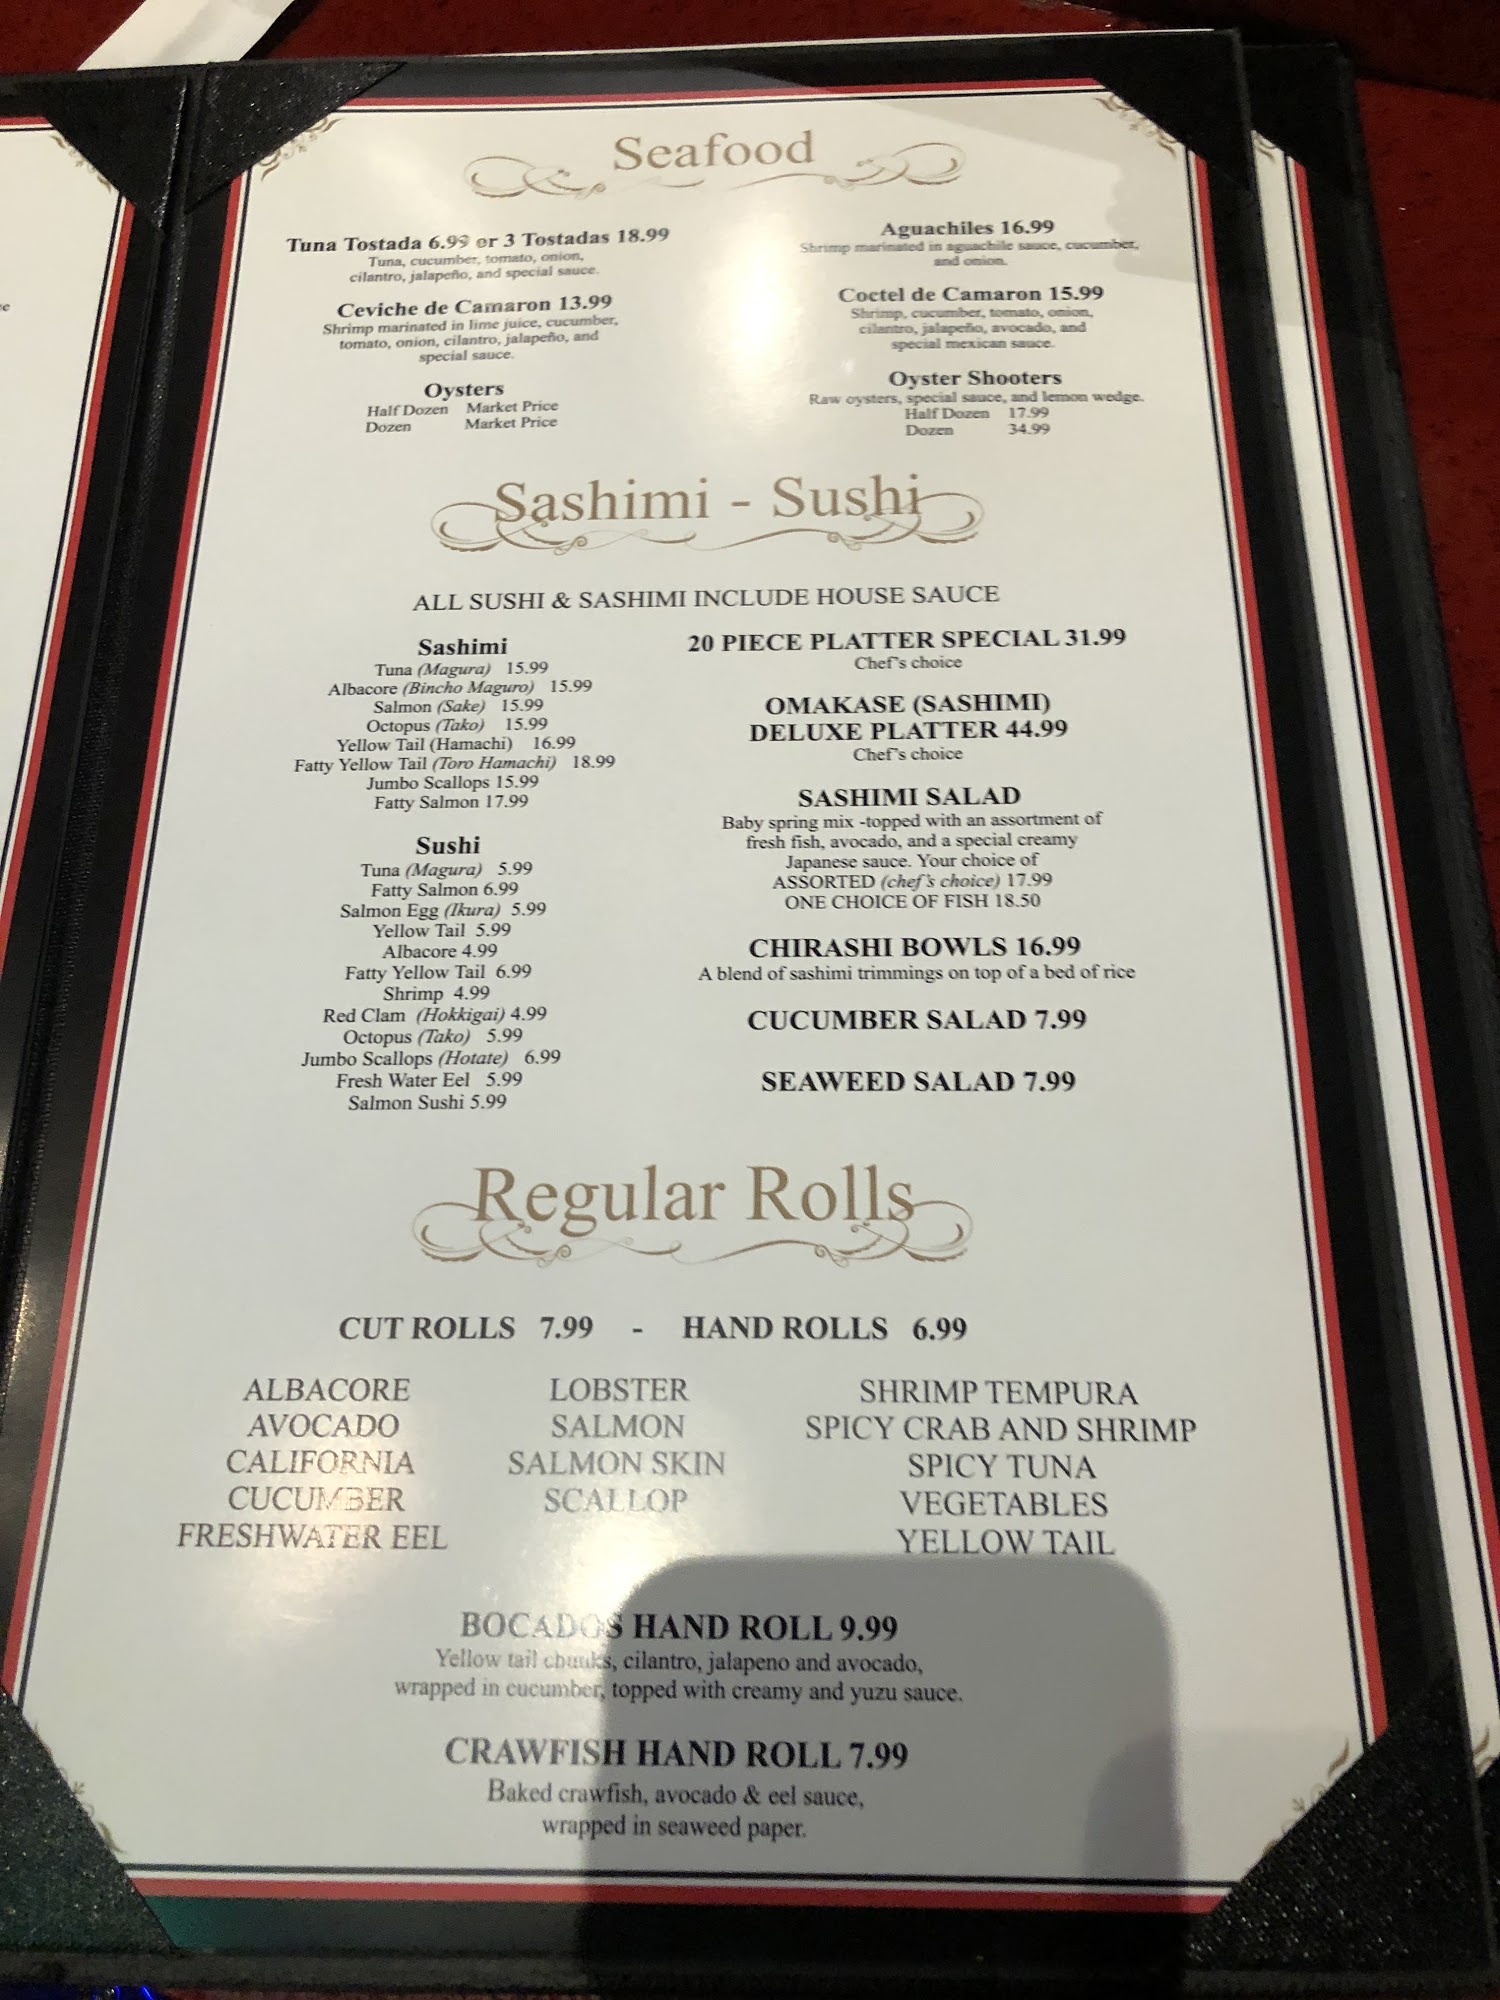 Seafood
Tuna Tostada 6.99 or 3 Tostadas 18.99
Tuna, cucumber, tomato, onion,
cilantro, jalapeño, and special sauce.
Ceviche de Camaron 13.99
Shrimp marinated in lime juice, cucumber,
tomato, onion, cilantro, jalapeño, and
special sauce.
Oysters
Half Dozen Market Price
Dozen Market Price
Aguachiles 16.99
Shrimp marinated in aguachile sauce, cucumber,
and onion.
Coctel de Camaron 15.99
Shrimp, cucumber, tomato, onion,
cilantro, jalapeño, avocado, and
special mexican sauce.
Oyster Shooters
Raw oysters, special sauce, and lemon wedge.
Half Dozen 17.99
Dozen 34.99
Sashimi - Sushi
ALL SUSHI & SASHIMI INCLUDE HOUSE SAUCE
Sashimi
Tuna (Magura) 15.99
Albacore (Bincho Maguro) 15.99
Salmon (Sake) 15.99
Octopus (Tako) 15.99
Yellow Tail (Hamachi) 16.99
Fatty Yellow Tail (Toro Hamachi) 18.99
Jumbo Scallops 15.99
Fatty Salmon 17.99
Sushi
Tuna (Magura) 5.99
Fatty Salmon 6.99
Salmon Egg (Ikura) 5.99
Yellow Tail 5.99
Albacore 4.99
Fatty Yellow Tail 6.99
Shrimp 4.99
Red Clam (Hokkigai) 4.99
Octopus (Tako) 5.99
Jumbo Scallops (Hotate) 6.99
Fresh Water Eel 5.99
Salmon Sushi 5.99
20 PIECE PLATTER SPECIAL 31.99
Chef's choice
OMAKASE (SASHIMI)
DELUXE PLATTER 44.99
Chef's choice
SASHIMI SALAD
Baby spring mix -topped with an assortment of
fresh fish, avocado, and a special creamy
Japanese sauce. Your choice of
ASSORTED (chef's choice) 17.99
ONE CHOICE OF FISH 18.50
CHIRASHI BOWLS 16.99
A blend of sashimi trimmings on top of a bed of rice
CUCUMBER SALAD 7.99
SEAWEED SALAD 7.99
Regular Rolls
CUT ROLLS 7.99 - HAND ROLLS 6.99
ALBACORE
AVOCADO
CALIFORNIA
CUCUMBER
FRESHWATER EEL
LOBSTER
SALMON
SALMON SKIN
SCALLOP
SHRIMP TEMPURA
SPICY CRAB AND SHRIMP
SPICY TUNA
VEGETABLES
YELLOW TAIL
BOCADOS HAND ROLL 9.99
Yellow tail chunks, cilantro, jalapeno and avocado,
wrapped in cucumber, topped with creamy and yuzu sauce.
CRAWFISH HAND ROLL 7.99
Baked crawfish, avocado & eel sauce,
wrapped in seaweed paper.